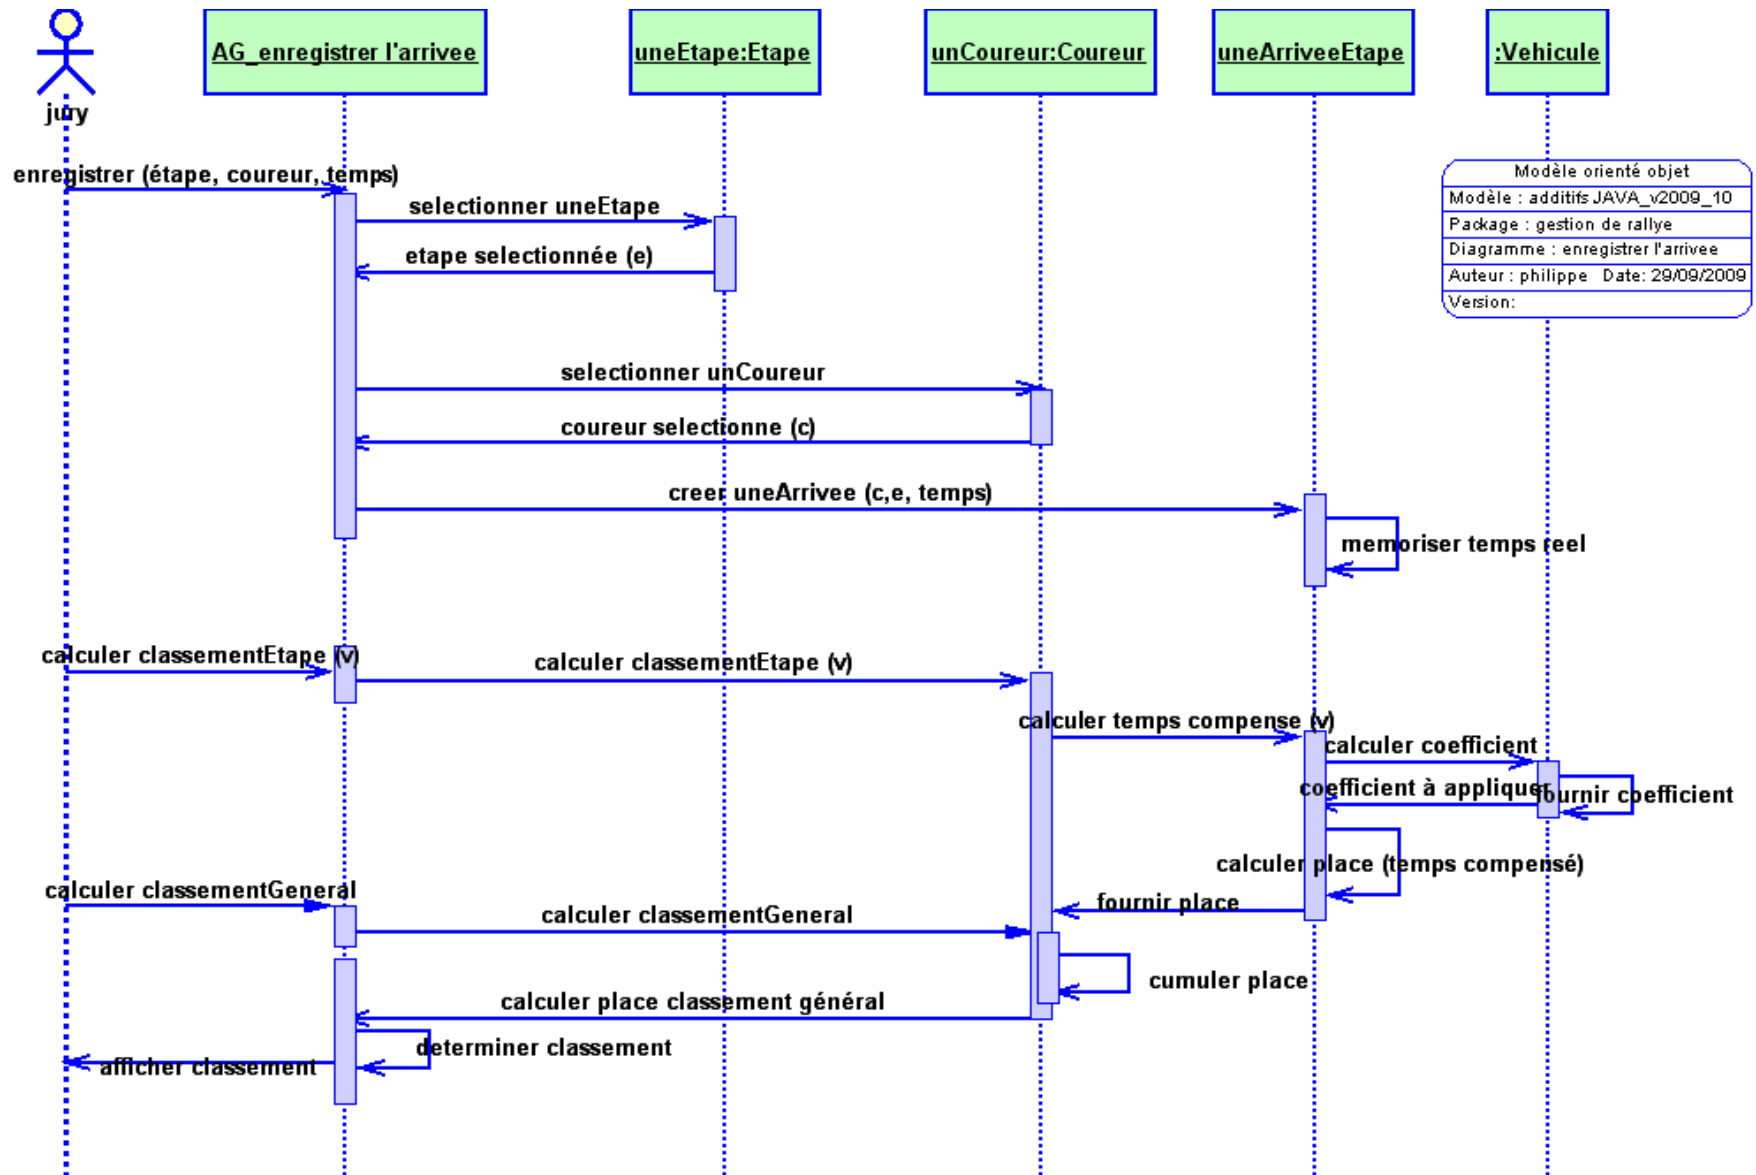 AG_enregistrer l'arrivee
uneEtape:Etape
unCoureur:Coureur
uneArriveeEtape
:Vehicule
jury
Modèle orienté objet
Modèle : additifs JAVA_v2009_10
Package : gestion de rallye
Diagramme : enregistrer l'arrivee
Auteur : philippe Date: 29/09/2009
Version:
enregistrer (étape, coureur, temps)
selectionner uneEtape
etape selectionnée (e)
selectionner unCoureur
coureur selectionne (c)
creer uneArrivee (c,e, temps)
memoriser temps reel
calculer classementEtape (v)
calculer classementEtape (v)
calculer temps compense (v)
calculer coefficient
coefficient à appliquer
fournir coefficient
calculer place (temps compensé)
calculer classementGeneral
fournir place
calculer classementGeneral
cumuler place
calculer place classement général
determiner classement
afficher classement